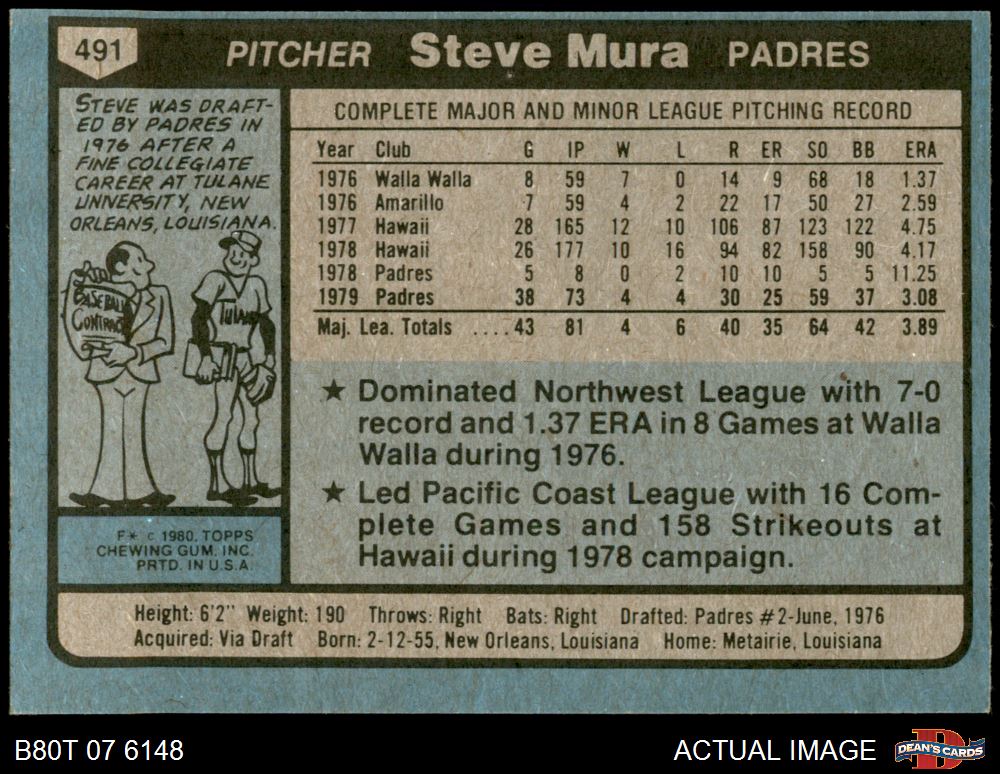 491 PITCHER Steve Mura PADRES
STEVE WAS DRAFT-
ED BY PADRES IN
1976 AFTER A
FINE COLLEGIATE
CAREER AT TULANE
UNIVERSITY, NEW
ORLEANS, LOUISIANA.
BASEBALL
CONTRACT
TULANE
F* © 1980. TOPPS
CHEWING GUM, INC.
PRTD. IN U.S.A.
COMPLETE MAJOR AND MINOR LEAGUE PITCHING RECORD
Year Club G IP W L R ER SO BB ERA
1976 Walla Walla 8 59 7 0 14 9 68 18 1.37
1976 Amarillo 7 59 4 2 22 17 50 27 2.59
1977 Hawaii 28 165 12 10 106 87 123 122 4.75
1978 Hawaii 26 177 10 16 94 82 158 90 4.17
1978 Padres 5 8 0 2 10 10 5 5 11.25
1979 Padres 38 73 4 4 30 25 59 37 3.08
Maj. Lea. Totals ....43 81 4 6 40 35 64 42 3.89
★ Dominated Northwest League with 7-0
record and 1.37 ERA in 8 Games at Walla
Walla during 1976.
★ Led Pacific Coast League with 16 Com-
plete Games and 158 Strikeouts at
Hawaii during 1978 campaign.
Height: 6'2" Weight: 190 Throws: Right Bats: Right Drafted: Padres #2-June, 1976
Acquired: Via Draft Born: 2-12-55, New Orleans, Louisiana Home: Metairie, Louisiana
B80T 07 6148 ACTUAL IMAGE DEAN'S CARDS